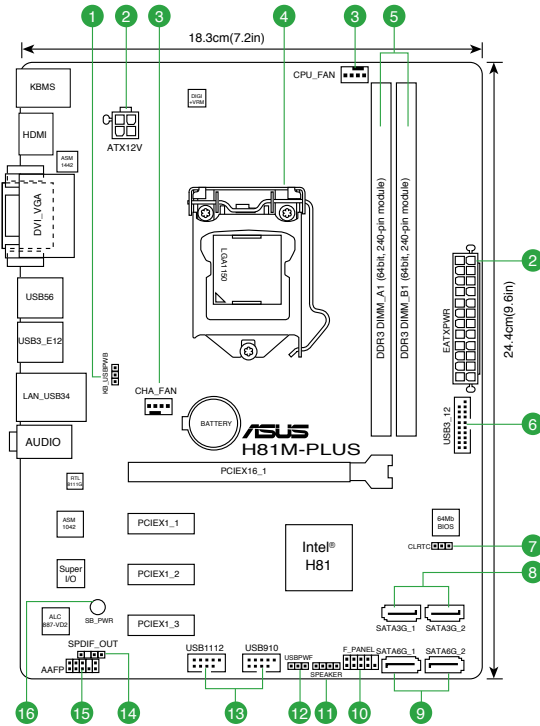 1
2
3
4
3
5
18.3cm(7.2in)
KBMS
CPU_FAN
DIGI
+VRM
ATX12V
HDMI
ASM
1442
DVI_VGA
LGA1150
DDR3 DIMM_A1 (64bit, 240-pin module)
DDR3 DIMM_B1 (64bit, 240-pin module)
EATXPWR
2
24.4cm(9.6in)
USB56
USB3_E12
KB_USBPWB
LAN_USB34
CHA_FAN
BATTERY
USB3_12
6
AUDIO
ASUS
H81M-PLUS
PCIEX16_1
RTL
8111G
ASM
1042
PCIEX1_1
64Mb
BIOS
Intel®
H81
CLRTC
7
Super
I/O
PCIEX1_2
8
SB_PWR
ALC
887-VD2
PCIEX1_3
SATA3G_1
SATA3G_2
SPDIF_OUT
AAFP
USB1112
USB910
USBPWF
SPEAKER
F_PANEL
SATA6G_1
SATA6G_2
16
15
14
13
12
11
10
9